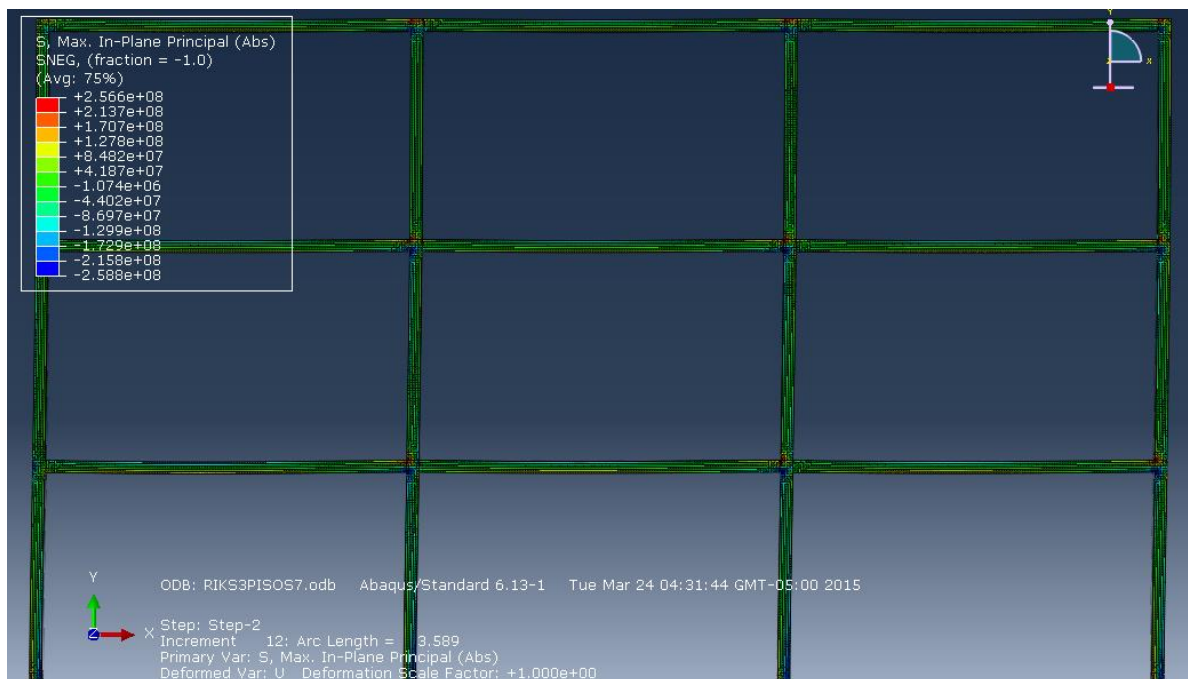 S, Max. In-Plane Principal (Abs)
SNEG, (fraction = -1.0)
(Avg: 75%)
+2.566e+08
+2.137e+08
+1.707e+08
+1.278e+08
+8.482e+07
+4.187e+07
-1.074e+06
-4.402e+07
-8.697e+07
-1.299e+08
-1.729e+08
-2.158e+08
-2.588e+08
Y
X
Y
X
Z
ODB: RIKS3PISOS7.odb Abaqus/Standard 6.13-1 Tue Mar 24 04:31:44 GMT-05:00 2015
Step: Step-2
Increment 12: Arc Length = 3.589
Primary Var: S, Max. In-Plane Principal (Abs)
Deformed Var: U Deformation Scale Factor: +1.000e+00